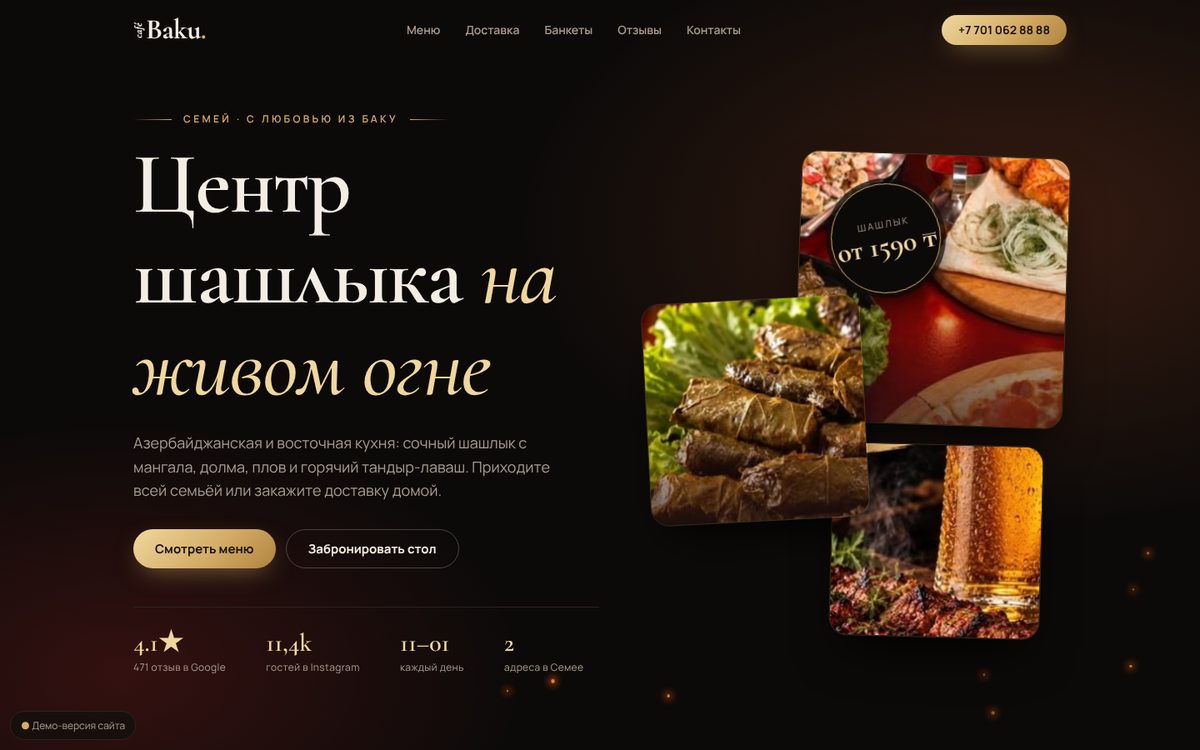 café Baku.
Меню
Доставка
Банкеты
Отзывы
Контакты
+7 701 062 88 88
СЕМЕЙ · С ЛЮБОВЬЮ ИЗ БАКУ
Центр
шашлыка на
живом огне
Азербайджанская и восточная кухня: сочный шашлык с
мангала, долма, плов и горячий тандыр-лаваш. Приходите
всей семьёй или закажите доставку домой.
Смотреть меню
Забронировать стол
4.1★
471 отзыв в Google
11,4k
гостей в Instagram
11–01
каждый день
2
адреса в Семее
ШАШЛЫК
от 1590 ₸
Демо-версия сайта